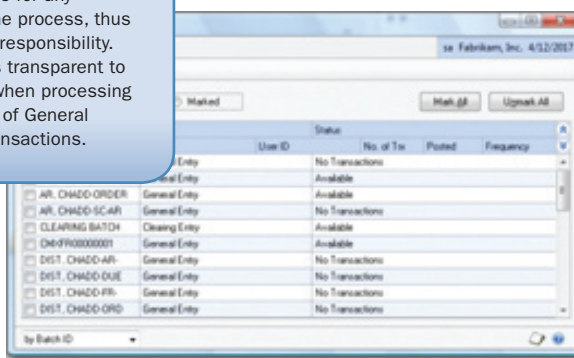 s for any
ne process, thus
responsibility.
s transparent to
when processing
of General
nsactions.
sa Fabrikam, Inc. 4/12/2017
Marked
Mark All
Unmark All
Status
User ID
No. of Trx
Posted
Frequency
eral Entry No Transactions
eral Entry Available
AR, CHADD-ORDER General Entry Available
AR, CHADD-SC-AR General Entry No Transactions
CLEARING BATCH Clearing Entry Available
CMXFR00000001 General Entry Available
DIST, CHADD-AR- General Entry No Transactions
DIST, CHADD-DUE General Entry No Transactions
DIST, CHADD-FR- General Entry No Transactions
DIST, CHADD-ORD General Entry No Transactions
by Batch ID